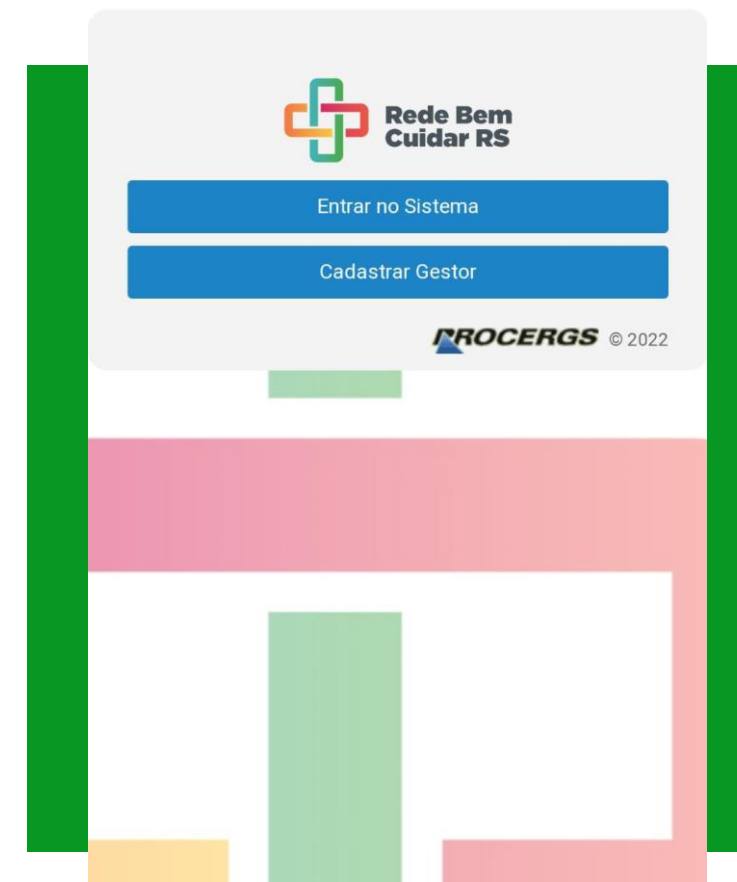 Rede Bem
Cuidar RS
Entrar no Sistema
Cadastrar Gestor
PROCERGS © 2022